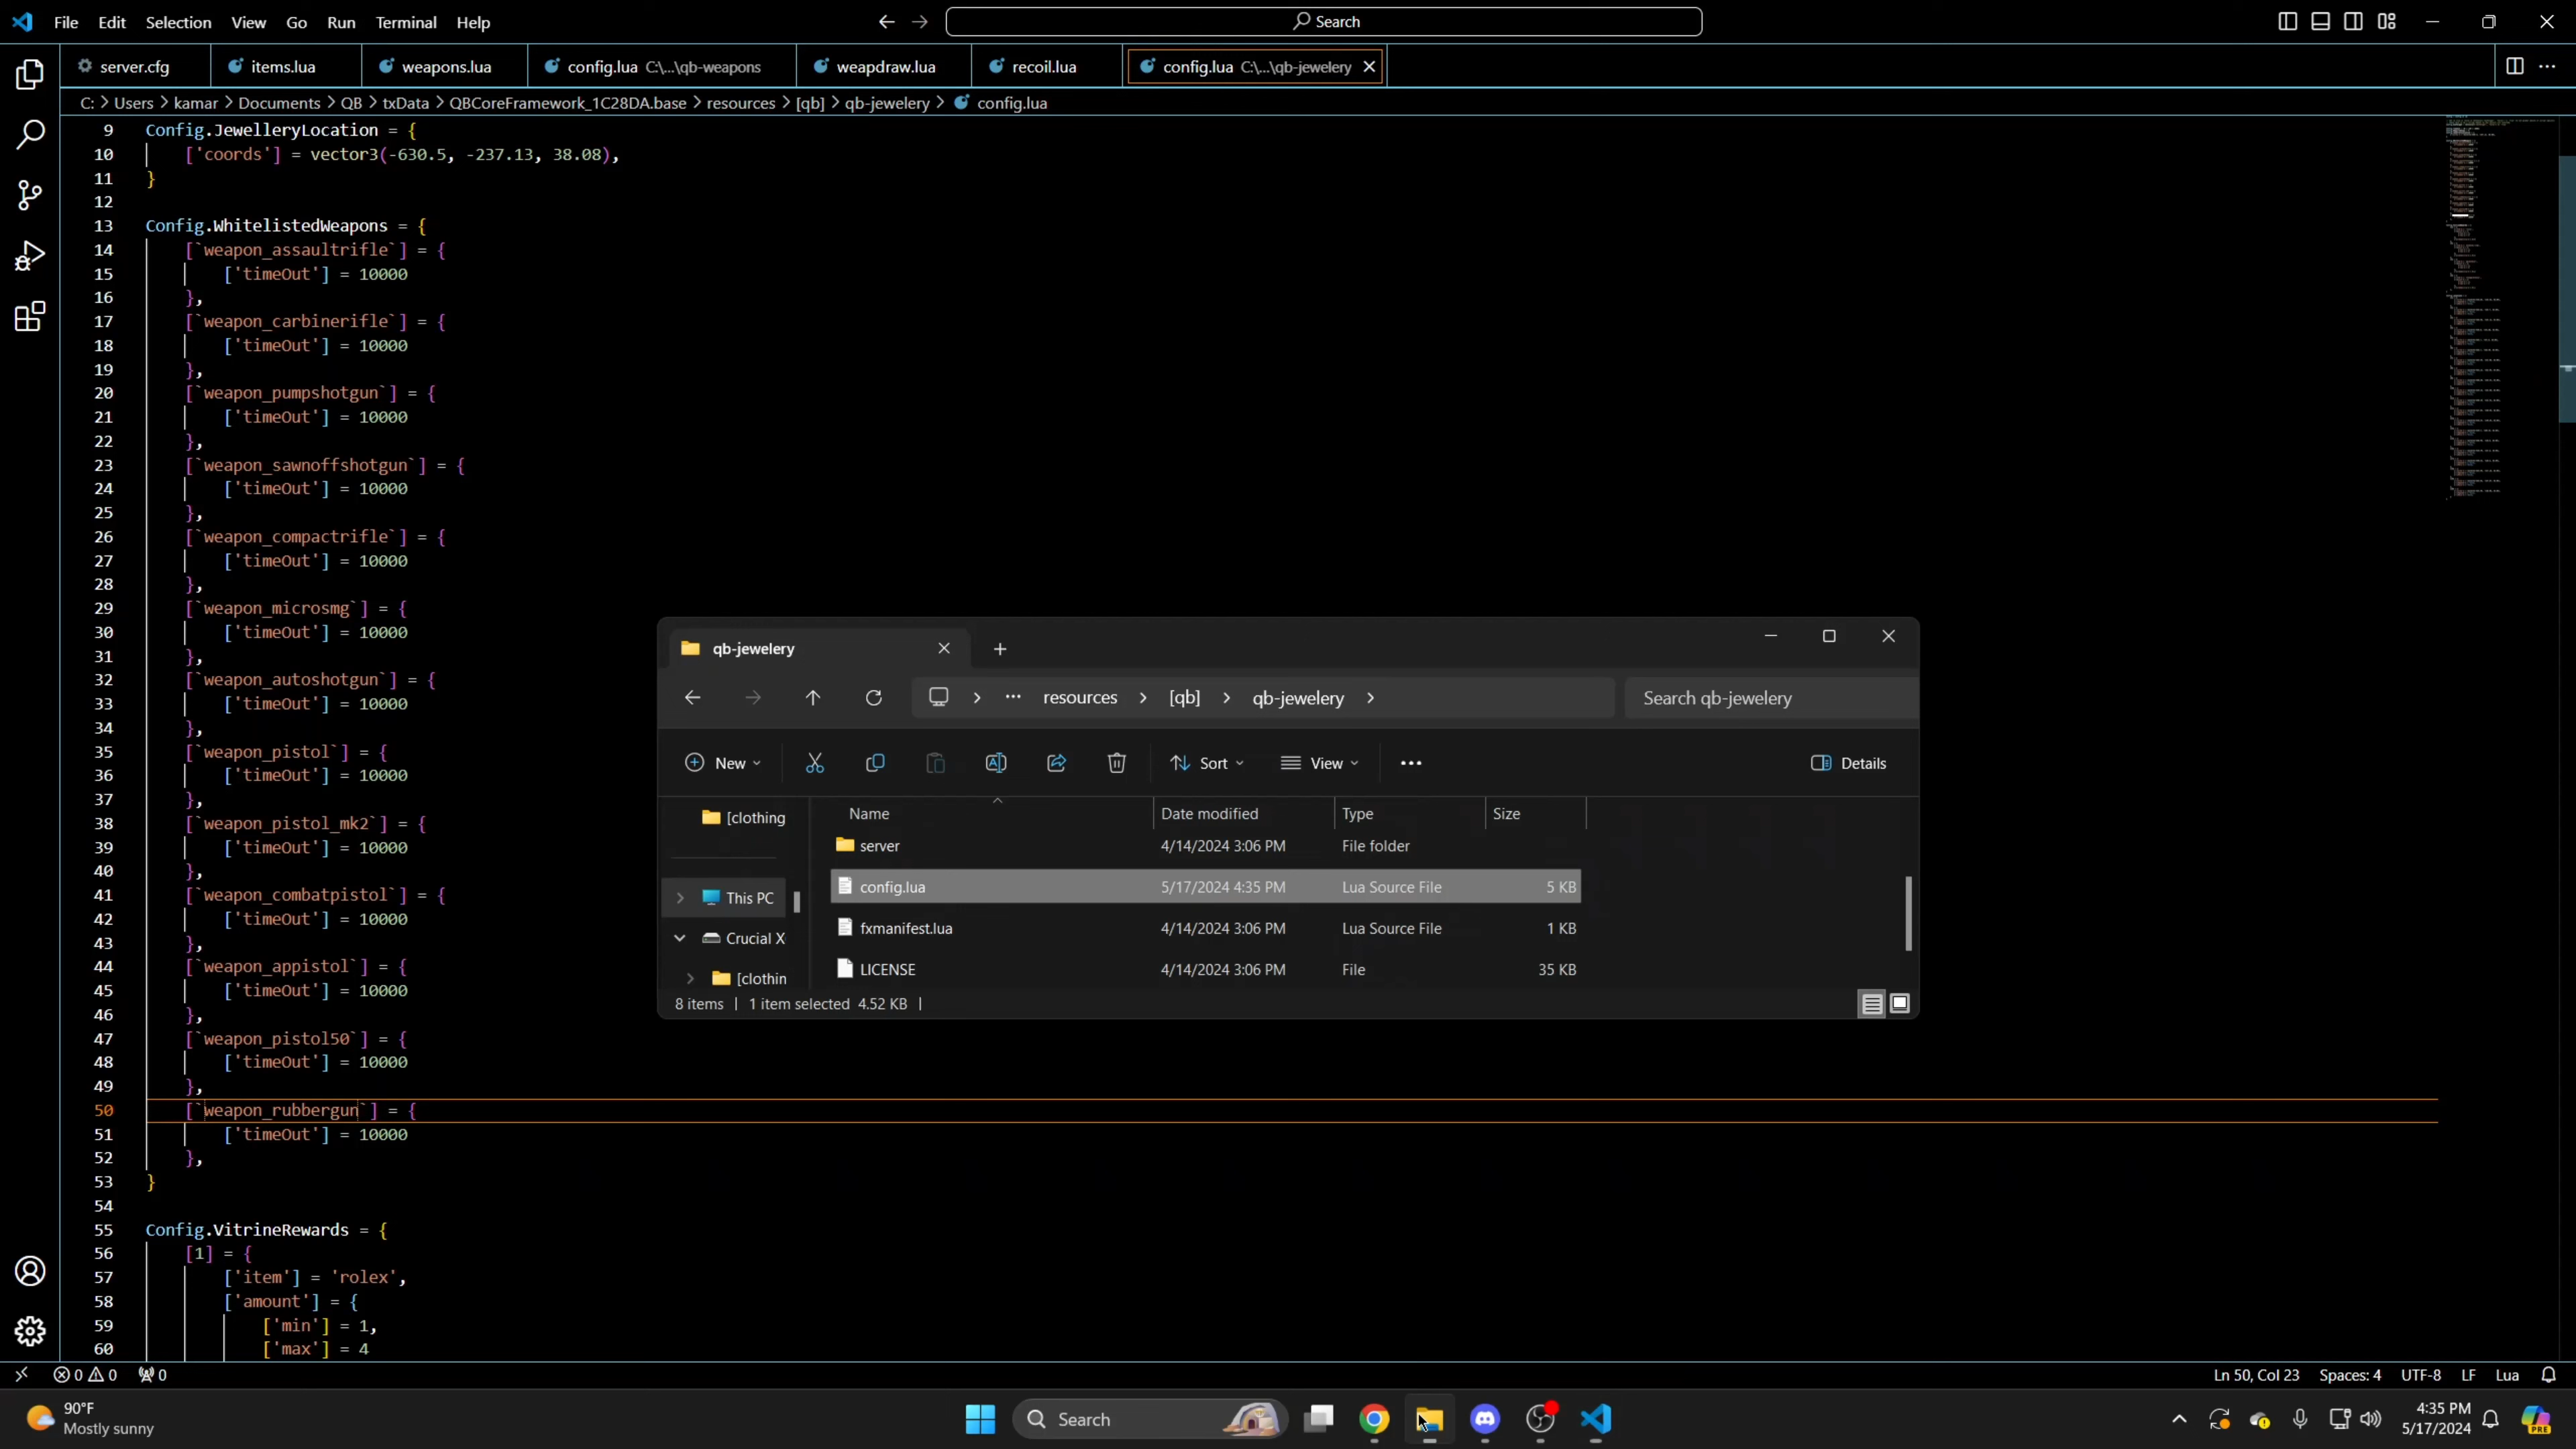 File Edit Selection View Go Run Terminal Help
Search
server.cfg items.lua weapons.lua config.lua C:\...\qb-weapons weapdraw.lua recoil.lua config.lua C:\...\qb-jewelery
C: > Users > kamar > Documents > QB > txData > QBCoreFramework_1C28DA.base > resources > [qb] > qb-jewelery > config.lua
9 Config.JewelleryLocation = {
10 ['coords'] = vector3(-630.5, -237.13, 38.08),
11 }
12
13 Config.WhitelistedWeapons = {
14 [`weapon_assaultrifle`] = {
15 ['timeOut'] = 10000
16 },
17 [`weapon_carbinerifle`] = {
18 ['timeOut'] = 10000
19 },
20 [`weapon_pumpshotgun`] = {
21 ['timeOut'] = 10000
22 },
23 [`weapon_sawnoffshotgun`] = {
24 ['timeOut'] = 10000
25 },
26 [`weapon_compactrifle`] = {
27 ['timeOut'] = 10000
28 },
29 [`weapon_microsmg`] = {
30 ['timeOut'] = 10000
31 },
32 [`weapon_autoshotgun`] = {
33 ['timeOut'] = 10000
34 },
35 [`weapon_pistol`] = {
36 ['timeOut'] = 10000
37 },
38 [`weapon_pistol_mk2`] = {
39 ['timeOut'] = 10000
40 },
41 [`weapon_combatpistol`] = {
42 ['timeOut'] = 10000
43 },
44 [`weapon_appistol`] = {
45 ['timeOut'] = 10000
46 },
47 [`weapon_pistol50`] = {
48 ['timeOut'] = 10000
49 },
50 [`weapon_rubbergun`] = {
51 ['timeOut'] = 10000
52 },
53 }
54
55 Config.VitrineRewards = {
56 [1] = {
57 ['item'] = 'rolex',
58 ['amount'] = {
59 ['min'] = 1,
60 ['max'] = 4
qb-jewelery
resources > [qb] > qb-jewelery > Search qb-jewelery
New Sort View Details
[clothing
This PC
Crucial X
[clothin
Name Date modified Type Size
server 4/14/2024 3:06 PM File folder
config.lua 5/17/2024 4:35 PM Lua Source File 5 KB
fxmanifest.lua 4/14/2024 3:06 PM Lua Source File 1 KB
LICENSE 4/14/2024 3:06 PM File 35 KB
8 items | 1 item selected 4.52 KB |
0 0 0 Ln 50, Col 23 Spaces: 4 UTF-8 LF Lua
90°F
Mostly sunny
Search
4:35 PM
5/17/2024
PRE